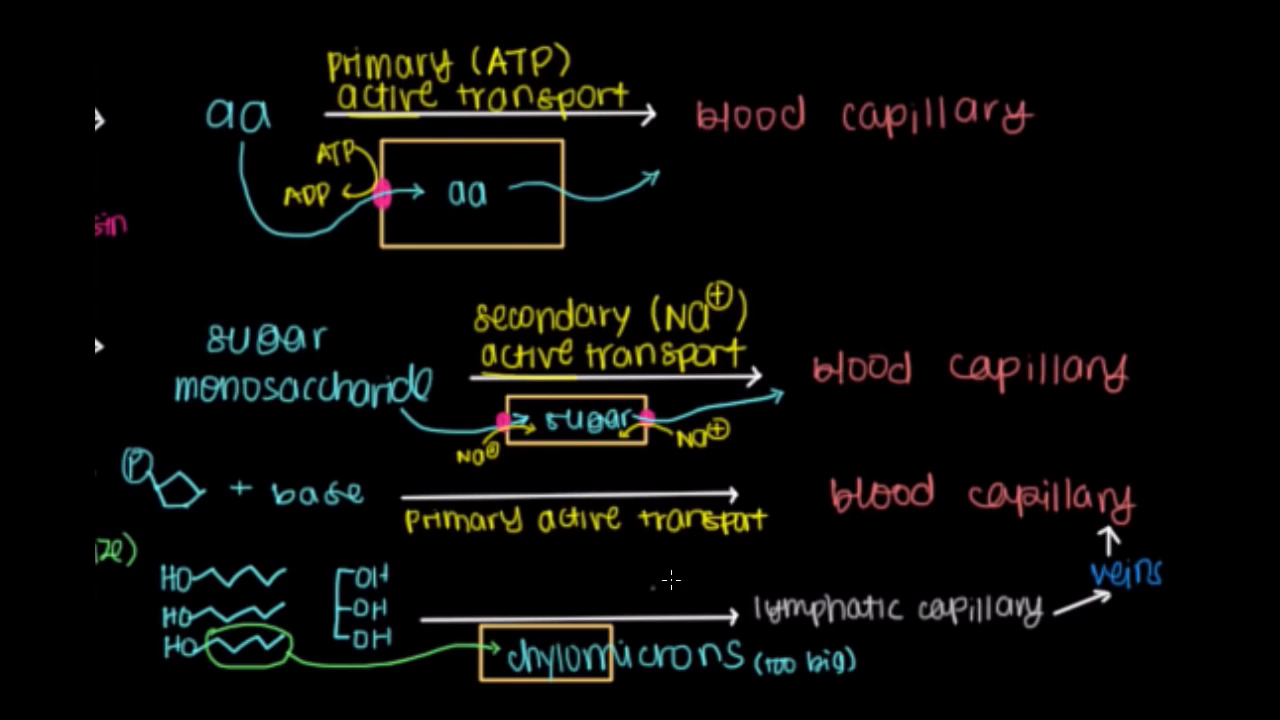 primary (ATP)
active transport
aa
blood capillary
ATP
ADP
aa
sin
secondary (Na+)
active transport
sugar
monosaccharide
blood capillary
sugar
Na+
Na+
P
+ base
blood capillary
primary active transport
ze)
HO
OH
veins
HO
OH
lymphatic capillary
HO
OH
chylomicrons (too big)